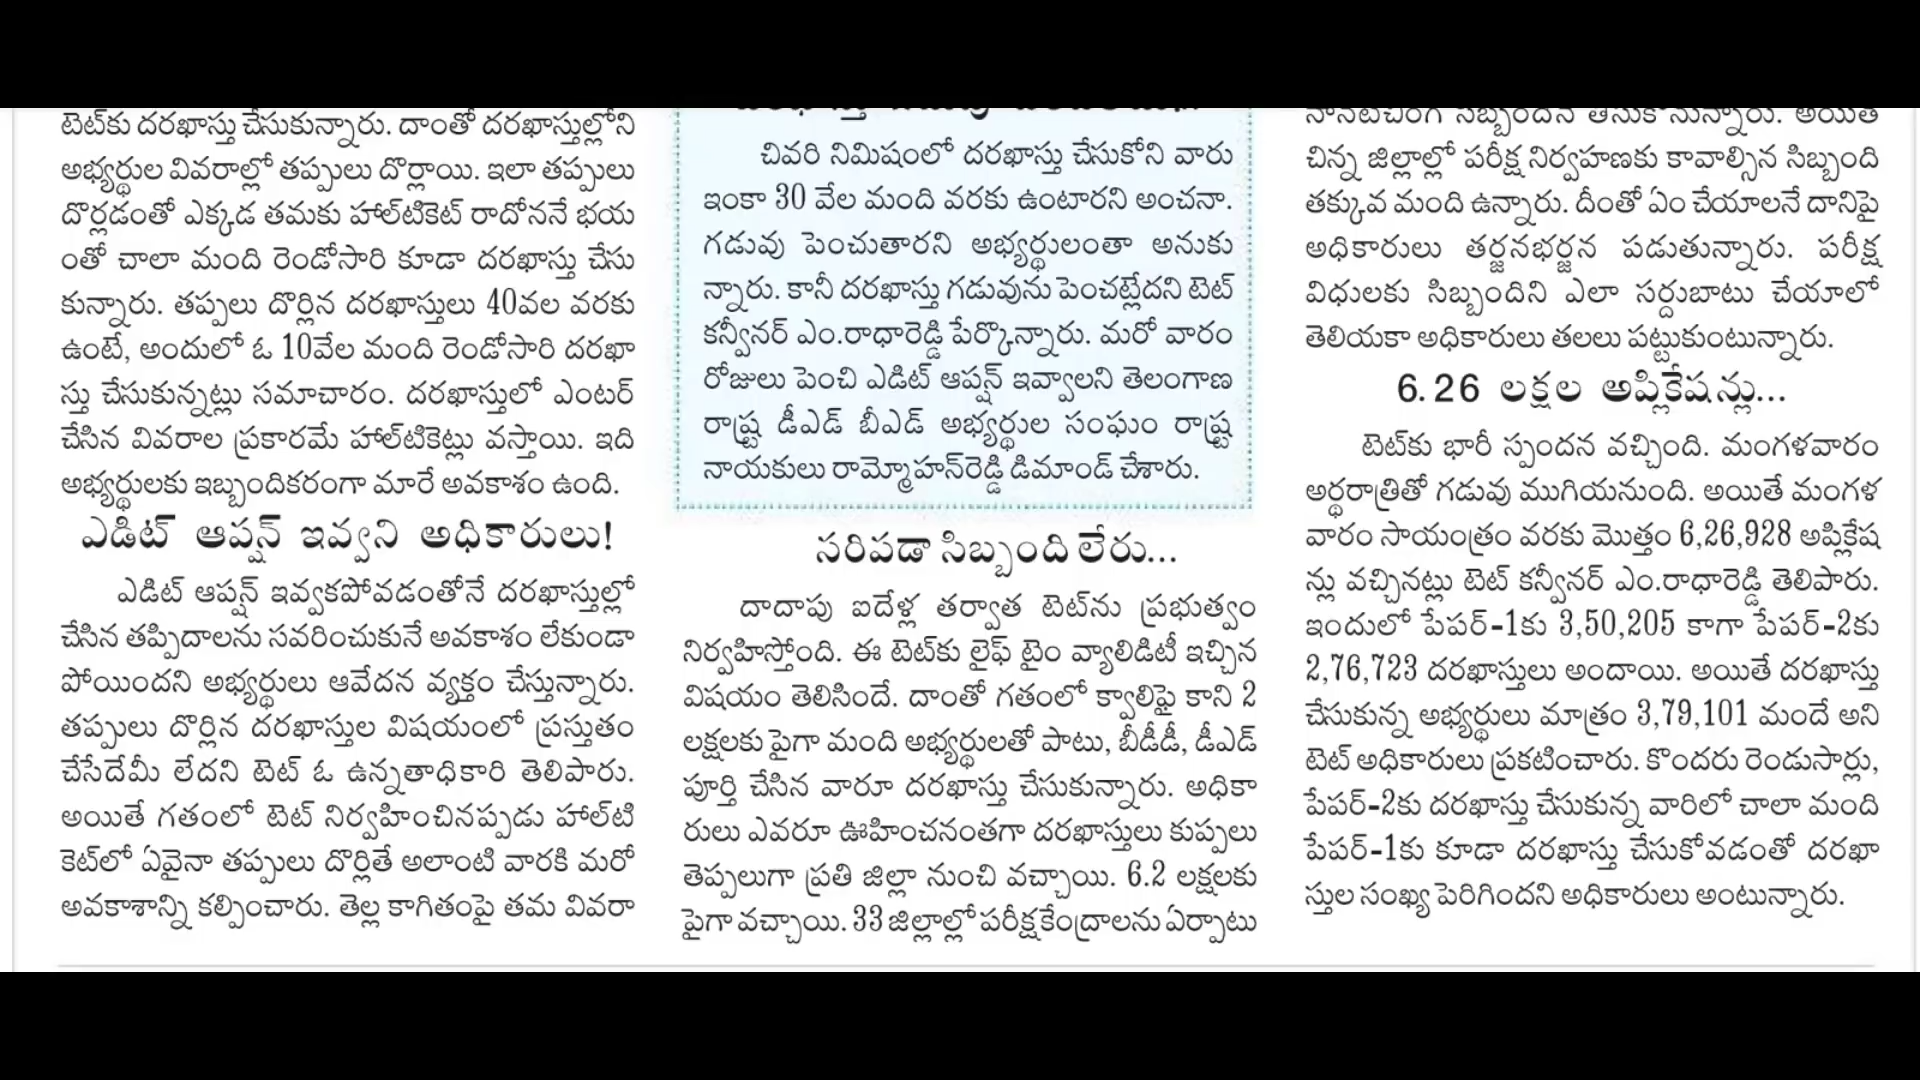 టెట్‌కు దరఖాస్తు చేసుకున్నారు. దాంతో దరఖాస్తుల్లోని
అభ్యర్థుల వివరాల్లో తప్పులు దొర్లాయి. ఇలా తప్పులు
దొర్లడంతో ఎక్కడ తమకు హాల్‌టికెట్ రాదోననే భయ
ంతో చాలా మంది రెండోసారి కూడా దరఖాస్తు చేసు
కున్నారు. తప్పలు దొర్లిన దరఖాస్తులు 40వల వరకు
ఉంటే, అందులో ఓ 10వేల మంది రెండోసారి దరఖా
స్తు చేసుకున్నట్లు సమాచారం. దరఖాస్తులో ఎంటర్
చేసిన వివరాల ప్రకారమే హాల్‌టికెట్లు వస్తాయి. ఇది
అభ్యర్థులకు ఇబ్బందికరంగా మారే అవకాశం ఉంది.
ఎడిట్ ఆప్షన్ ఇవ్వని అధికారులు!
ఎడిట్ ఆప్షన్ ఇవ్వకపోవడంతోనే దరఖాస్తుల్లో
చేసిన తప్పిదాలను సవరించుకునే అవకాశం లేకుండా
పోయిందని అభ్యర్థులు ఆవేదన వ్యక్తం చేస్తున్నారు.
తప్పులు దొర్లిన దరఖాస్తుల విషయంలో ప్రస్తుతం
చేసేదేమీ లేదని టెట్ ఓ ఉన్నతాధికారి తెలిపారు.
అయితే గతంలో టెట్ నిర్వహించినప్పడు హాల్‌టి
కెట్‌లో ఏవైనా తప్పులు దొర్లితే అలాంటి వారకి మరో
అవకాశాన్ని కల్పించారు. తెల్ల కాగితంపై తమ వివరా
చివరి నిమిషంలో దరఖాస్తు చేసుకోని వారు
ఇంకా 30 వేల మంది వరకు ఉంటారని అంచనా.
గడువు పెంచుతారని అభ్యర్థులంతా అనుకు
న్నారు. కానీ దరఖాస్తు గడువును పెంచట్లేదని టెట్
కన్వీనర్ ఎం.రాధారెడ్డి పేర్కొన్నారు. మరో వారం
రోజులు పెంచి ఎడిట్ ఆప్షన్ ఇవ్వాలని తెలంగాణ
రాష్ట్ర డీఎడ్ బీఎడ్ అభ్యర్థుల సంఘం రాష్ట్ర
నాయకులు రామ్మోహన్‌రెడ్డి డిమాండ్ చేశారు.
సరిపడా సిబ్బంది లేరు...
దాదాపు ఐదేళ్ల తర్వాత టెట్‌ను ప్రభుత్వం
నిర్వహిస్తోంది. ఈ టెట్‌కు లైఫ్ టైం వ్యాలిడిటీ ఇచ్చిన
విషయం తెలిసిందే. దాంతో గతంలో క్వాలిఫై కాని 2
లక్షలకు పైగా మంది అభ్యర్థులతో పాటు, బీడీడీ, డీఎడ్
పూర్తి చేసిన వారూ దరఖాస్తు చేసుకున్నారు. అధికా
రులు ఎవరూ ఊహించనంతగా దరఖాస్తులు కుప్పలు
తెప్పలుగా ప్రతి జిల్లా నుంచి వచ్చాయి. 6.2 లక్షలకు
పైగా వచ్చాయి. 33 జిల్లాల్లో పరీక్షకేంద్రాలను ఏర్పాటు
చిన్న జిల్లాల్లో పరీక్ష నిర్వహణకు కావాల్సిన సిబ్బంది
తక్కువ మంది ఉన్నారు. దీంతో ఏం చేయాలనే దానిపై
అధికారులు తర్జనభర్జన పడుతున్నారు. పరీక్ష
విధులకు సిబ్బందిని ఎలా సర్దుబాటు చేయాలో
తెలియకా అధికారులు తలలు పట్టుకుంటున్నారు.
6.26 లక్షల అప్లికేషన్లు...
టెట్‌కు భారీ స్పందన వచ్చింది. మంగళవారం
అర్ధరాత్రితో గడువు ముగియనుంది. అయితే మంగళ
వారం సాయంత్రం వరకు మొత్తం 6,26,928 అప్లికేష
న్లు వచ్చినట్లు టెట్ కన్వీనర్ ఎం.రాధారెడ్డి తెలిపారు.
ఇందులో పేపర్-1కు 3,50,205 కాగా పేపర్-2కు
2,76,723 దరఖాస్తులు అందాయి. అయితే దరఖాస్తు
చేసుకున్న అభ్యర్థులు మాత్రం 3,79,101 మందే అని
టెట్ అధికారులు ప్రకటించారు. కొందరు రెండుసార్లు,
పేపర్-2కు దరఖాస్తు చేసుకున్న వారిలో చాలా మంది
పేపర్-1కు కూడా దరఖాస్తు చేసుకోవడంతో దరఖా
స్తుల సంఖ్య పెరిగిందని అధికారులు అంటున్నారు.